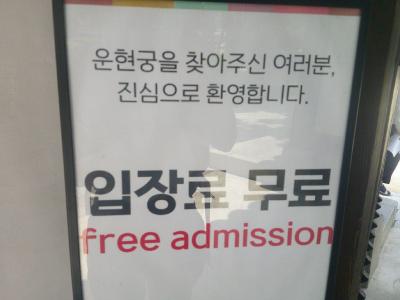 운현궁을 찾아주신 여러분,
진심으로 환영합니다.
입장료 무료
free admission